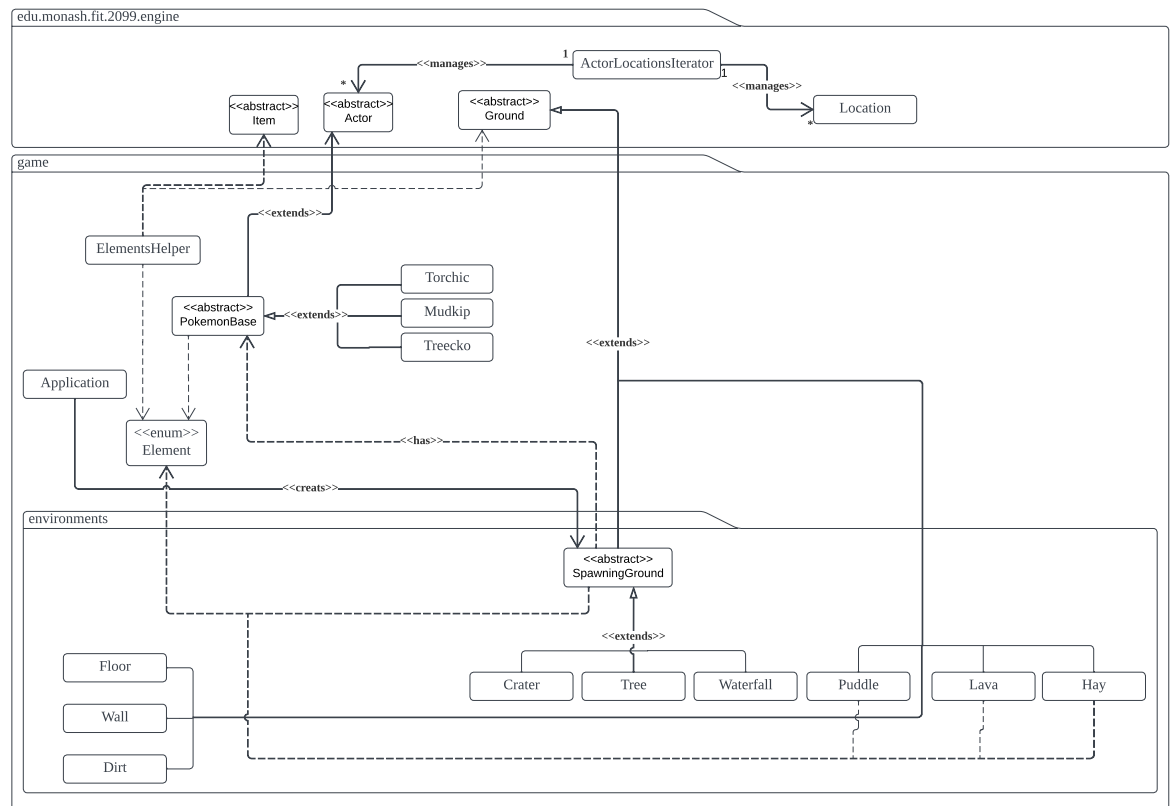 edu.monash.fit.2099.engine
1
<<manages>>
ActorLocationsIterator
1
<<manages>>
*
<<abstract>>
Item
<<abstract>>
Actor
<<abstract>>
Ground
Location
*
game
<<extends>>
ElementsHelper
Torchic
<<abstract>>
PokemonBase
<<extends>>
Mudkip
Treecko
<<extends>>
Application
<<enum>>
Element
<<has>>
<<creats>>
environments
<<abstract>>
SpawningGround
<<extends>>
Floor
Crater
Tree
Waterfall
Puddle
Lava
Hay
Wall
Dirt